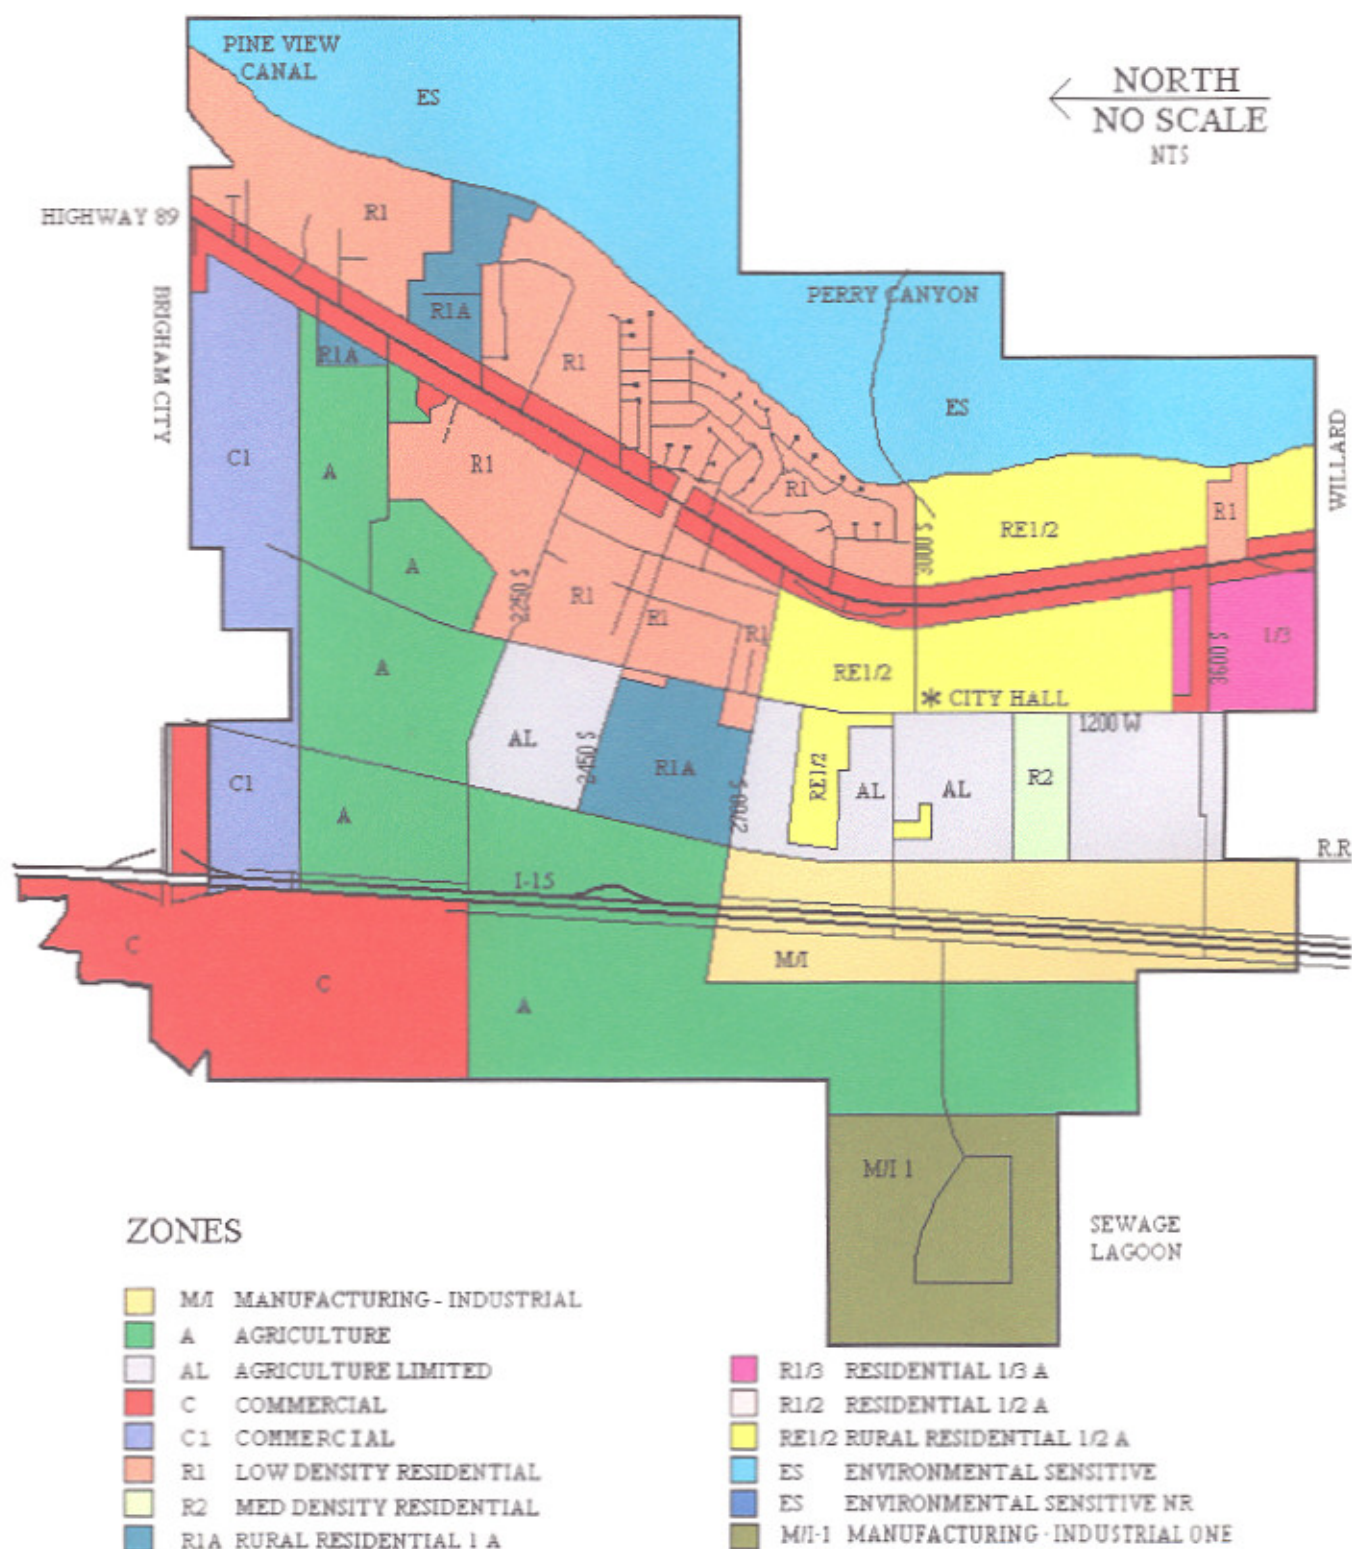 PINE VIEW
CANAL
ES
NORTH
NO SCALE
NTS
HIGHWAY 89
R1
BRIGHAM CITY
PERRY CANYON
R1A
R1A
R1
ES
WILLARD
C1
A
R1
R1
R1
RE1/2
3000 S
A
2250 S
R1
R1
R1
1/3
3600 S
A
RE1/2
* CITY HALL
1200 W
AL
2450 S
R1A
2700 S
RE1/2
AL
AL
R2
C1
A
R.R
I-15
C
C
M/I
A
M/I 1
SEWAGE
LAGOON
ZONES
M/I MANUFACTURING - INDUSTRIAL
A AGRICULTURE
AL AGRICULTURE LIMITED
C COMMERCIAL
C1 COMMERCIAL
R1 LOW DENSITY RESIDENTIAL
R2 MED DENSITY RESIDENTIAL
R1A RURAL RESIDENTIAL 1 A
R1/3 RESIDENTIAL 1/3 A
R1/2 RESIDENTIAL 1/2 A
RE1/2 RURAL RESIDENTIAL 1/2 A
ES ENVIRONMENTAL SENSITIVE
ES ENVIRONMENTAL SENSITIVE NR
M/I-1 MANUFACTURING - INDUSTRIAL ONE